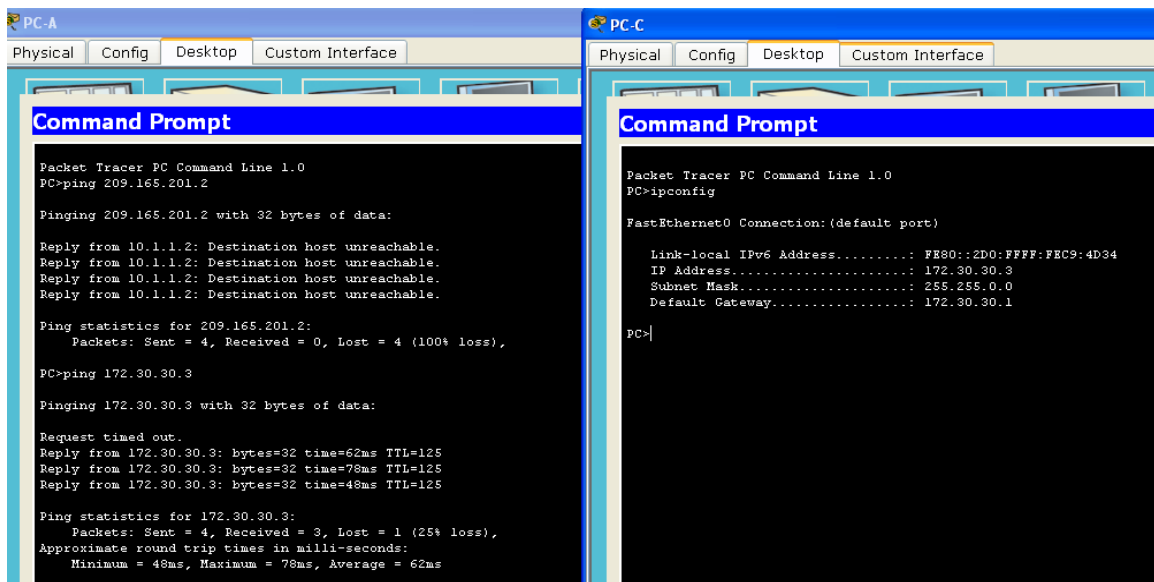 PC-A
Physical Config Desktop Custom Interface
Command Prompt
Packet Tracer PC Command Line 1.0
PC>ping 209.165.201.2
Pinging 209.165.201.2 with 32 bytes of data:
Reply from 10.1.1.2: Destination host unreachable.
Reply from 10.1.1.2: Destination host unreachable.
Reply from 10.1.1.2: Destination host unreachable.
Reply from 10.1.1.2: Destination host unreachable.
Ping statistics for 209.165.201.2:
Packets: Sent = 4, Received = 0, Lost = 4 (100% loss),
PC>ping 172.30.30.3
Pinging 172.30.30.3 with 32 bytes of data:
Request timed out.
Reply from 172.30.30.3: bytes=32 time=62ms TTL=125
Reply from 172.30.30.3: bytes=32 time=78ms TTL=125
Reply from 172.30.30.3: bytes=32 time=48ms TTL=125
Ping statistics for 172.30.30.3:
Packets: Sent = 4, Received = 3, Lost = 1 (25% loss),
Approximate round trip times in milli-seconds:
Minimum = 48ms, Maximum = 78ms, Average = 62ms
PC-C
Physical Config Desktop Custom Interface
Command Prompt
Packet Tracer PC Command Line 1.0
PC>ipconfig
FastEthernet0 Connection:(default port)
Link-local IPv6 Address.........: FE80::2D0:FFFF:FEC9:4D34
IP Address......................: 172.30.30.3
Subnet Mask.....................: 255.255.0.0
Default Gateway.................: 172.30.30.1
PC>